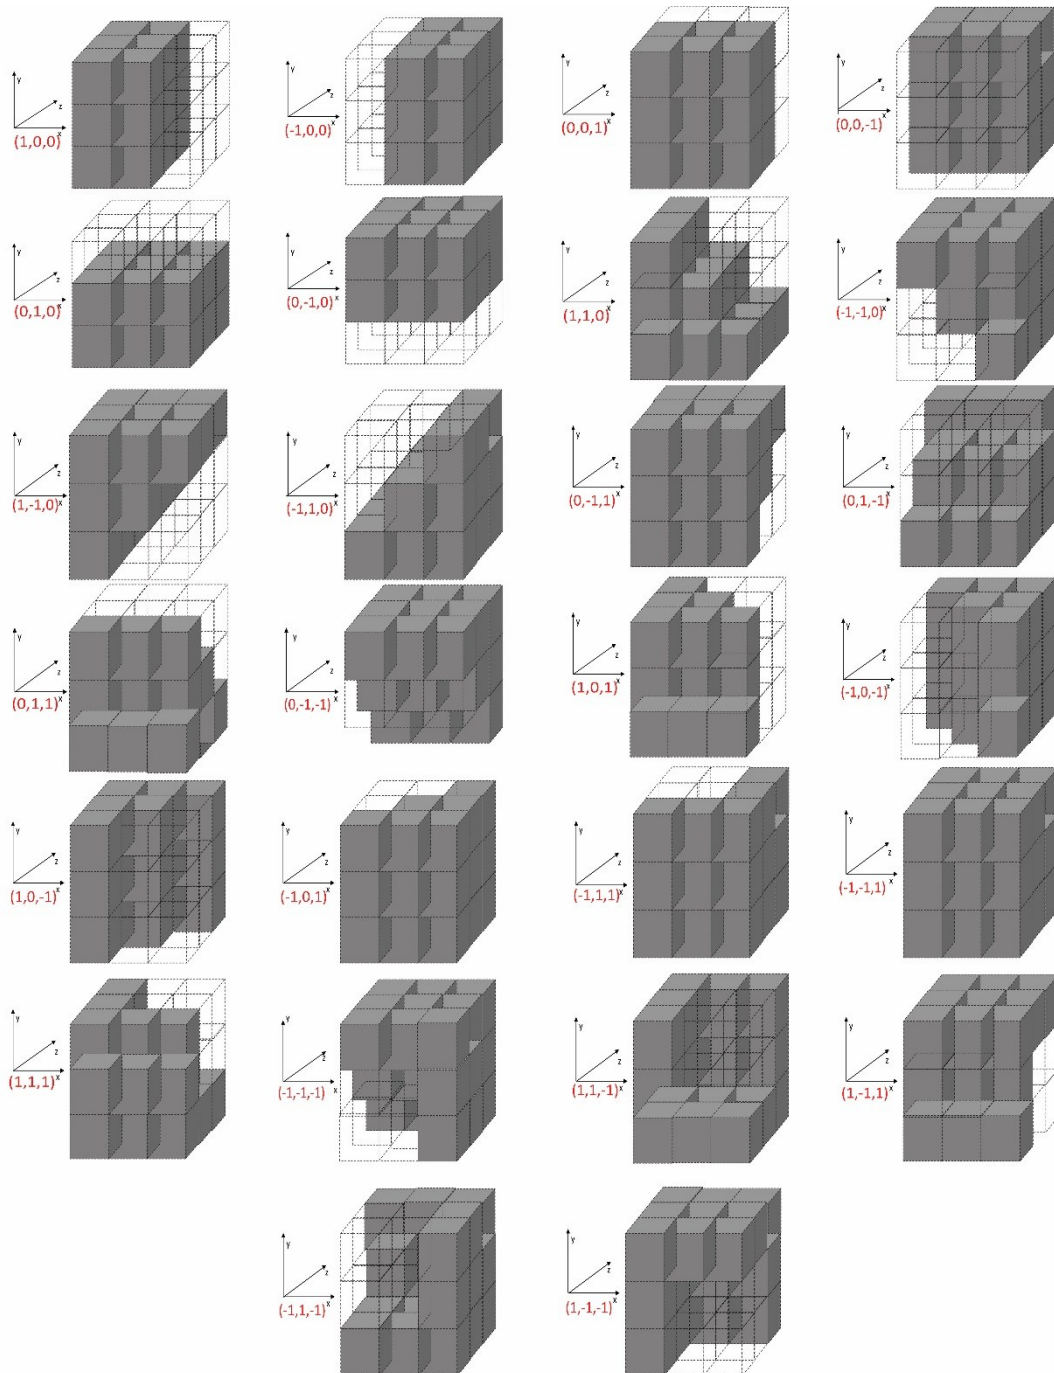 y
z
x
(1,0,0)
y
z
x
(-1,0,0)
y
z
x
(0,0,1)
y
z
x
(0,0,-1)
y
z
x
(0,1,0)
y
z
x
(0,-1,0)
y
z
x
(1,1,0)
y
z
x
(-1,-1,0)
y
z
x
(1,-1,0)
y
z
x
(-1,1,0)
y
z
x
(0,-1,1)
y
z
x
(0,1,-1)
y
z
x
(0,1,1)
y
z
x
(0,-1,-1)
y
z
x
(1,0,1)
y
z
x
(-1,0,-1)
y
z
x
(1,0,-1)
y
z
x
(-1,0,1)
y
z
x
(-1,1,1)
y
z
x
(-1,-1,1)
y
z
x
(1,1,1)
y
z
x
(-1,-1,-1)
y
z
x
(1,1,-1)
y
z
x
(1,-1,1)
y
z
x
(-1,1,-1)
y
z
x
(1,-1,-1)